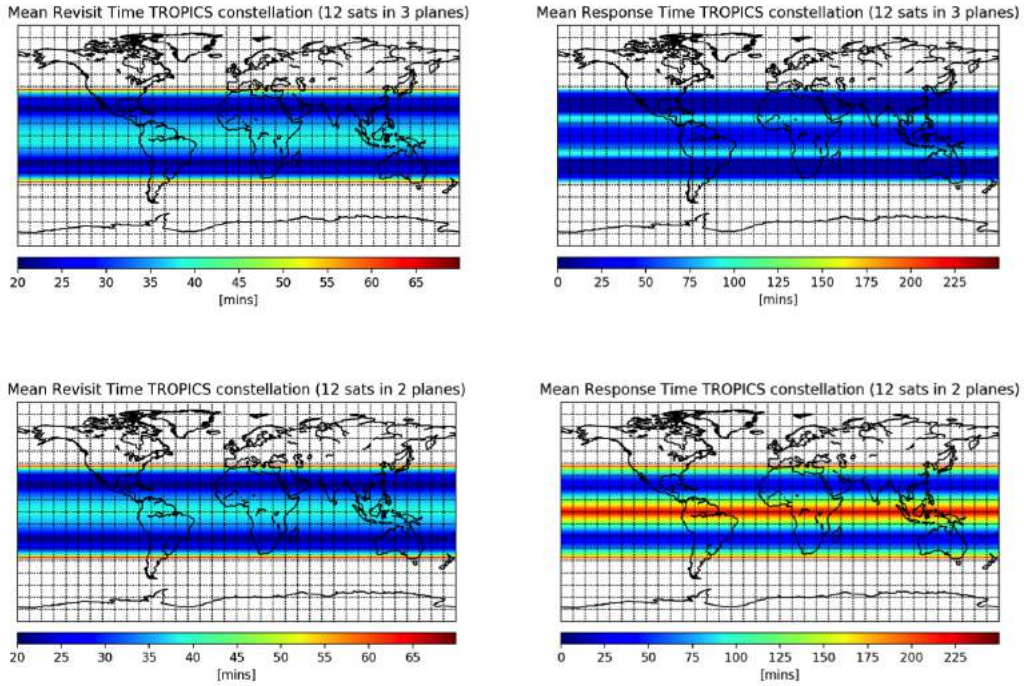 Mean Revisit Time TROPICS constellation (12 sats in 3 planes)
20 25 30 35 40 45 50 55 60 65
[mins]
Mean Response Time TROPICS constellation (12 sats in 3 planes)
0 25 50 75 100 125 150 175 200 225
[mins]
Mean Revisit Time TROPICS constellation (12 sats in 2 planes)
20 25 30 35 40 45 50 55 60 65
[mins]
Mean Response Time TROPICS constellation (12 sats in 2 planes)
0 25 50 75 100 125 150 175 200 225
[mins]